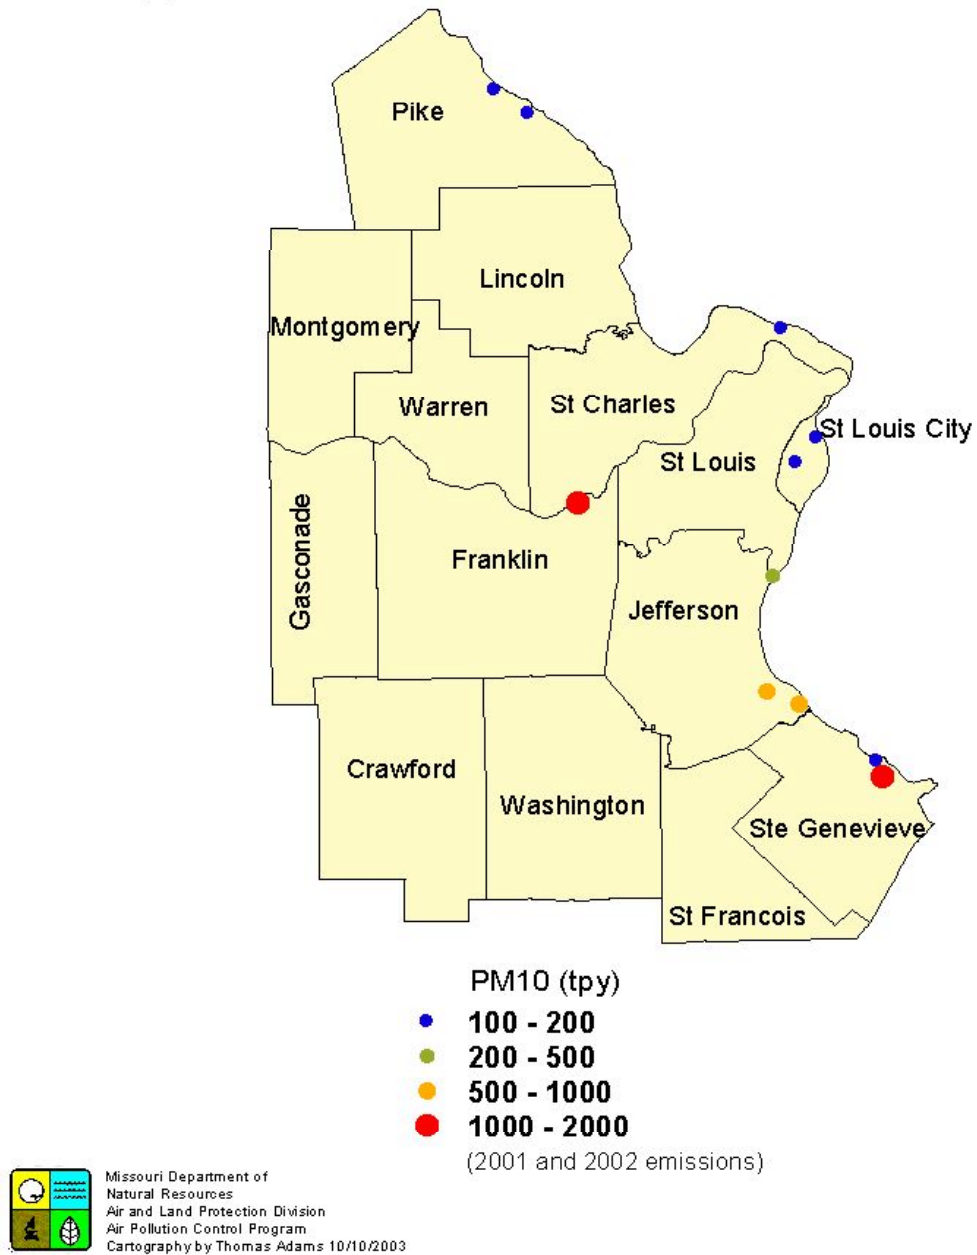 Pike
Lincoln
Montgomery
Warren
St Charles
St Louis City
St Louis
Gasconade
Franklin
Jefferson
Crawford
Washington
Ste Genevieve
St Francois
PM10 (tpy)
100 - 200
200 - 500
500 - 1000
1000 - 2000
(2001 and 2002 emissions)
Missouri Department of
Natural Resources
Air and Land Protection Division
Air Pollution Control Program
Cartography by Thomas Adams 10/10/2003